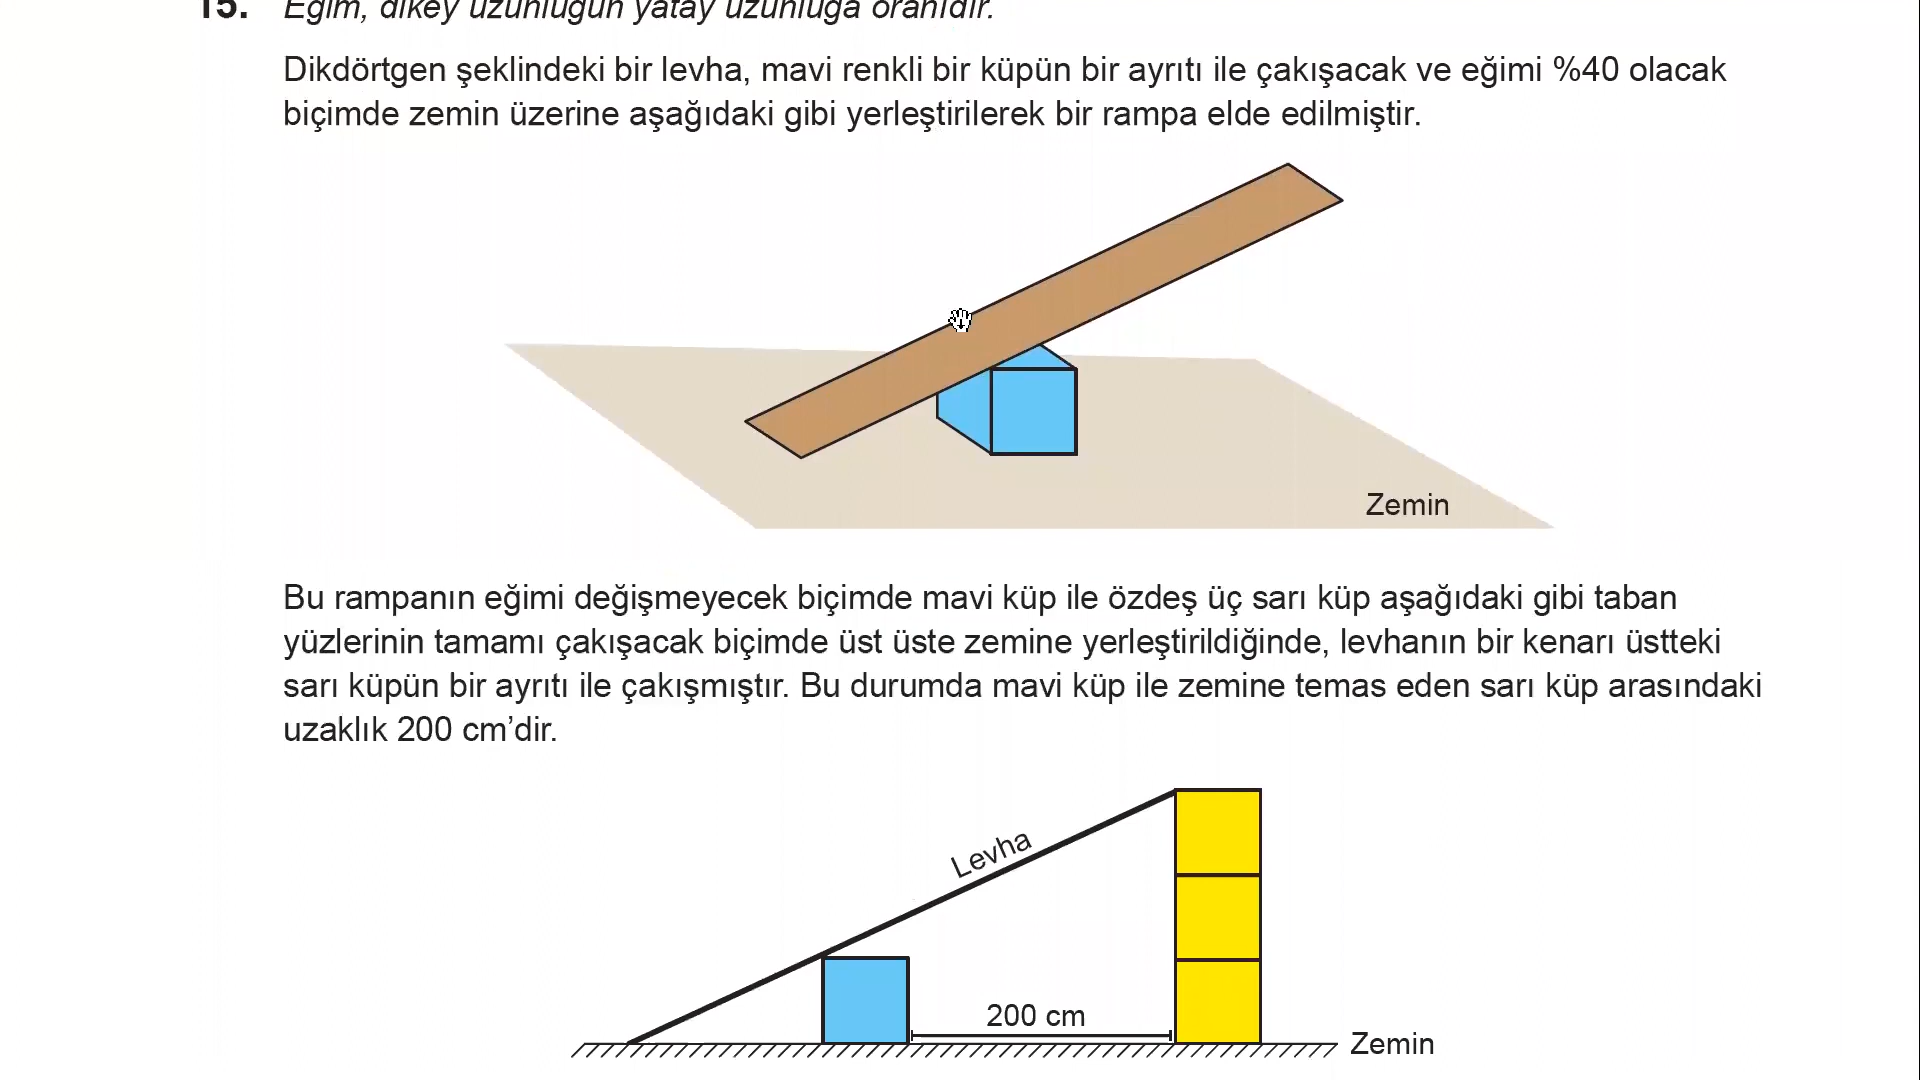 15. Eğim, dikey uzunluğun yatay uzunluğa oranıdır.
Dikdörtgen şeklindeki bir levha, mavi renkli bir küpün bir ayrıtı ile çakışacak ve eğimi %40 olacak
biçimde zemin üzerine aşağıdaki gibi yerleştirilerek bir rampa elde edilmiştir.
Zemin
Bu rampanın eğimi değişmeyecek biçimde mavi küp ile özdeş üç sarı küp aşağıdaki gibi taban
yüzlerinin tamamı çakışacak biçimde üst üste zemine yerleştirildiğinde, levhanın bir kenarı üstteki
sarı küpün bir ayrıtı ile çakışmıştır. Bu durumda mavi küp ile zemine temas eden sarı küp arasındaki
uzaklık 200 cm’dir.
Levha
200 cm
Zemin